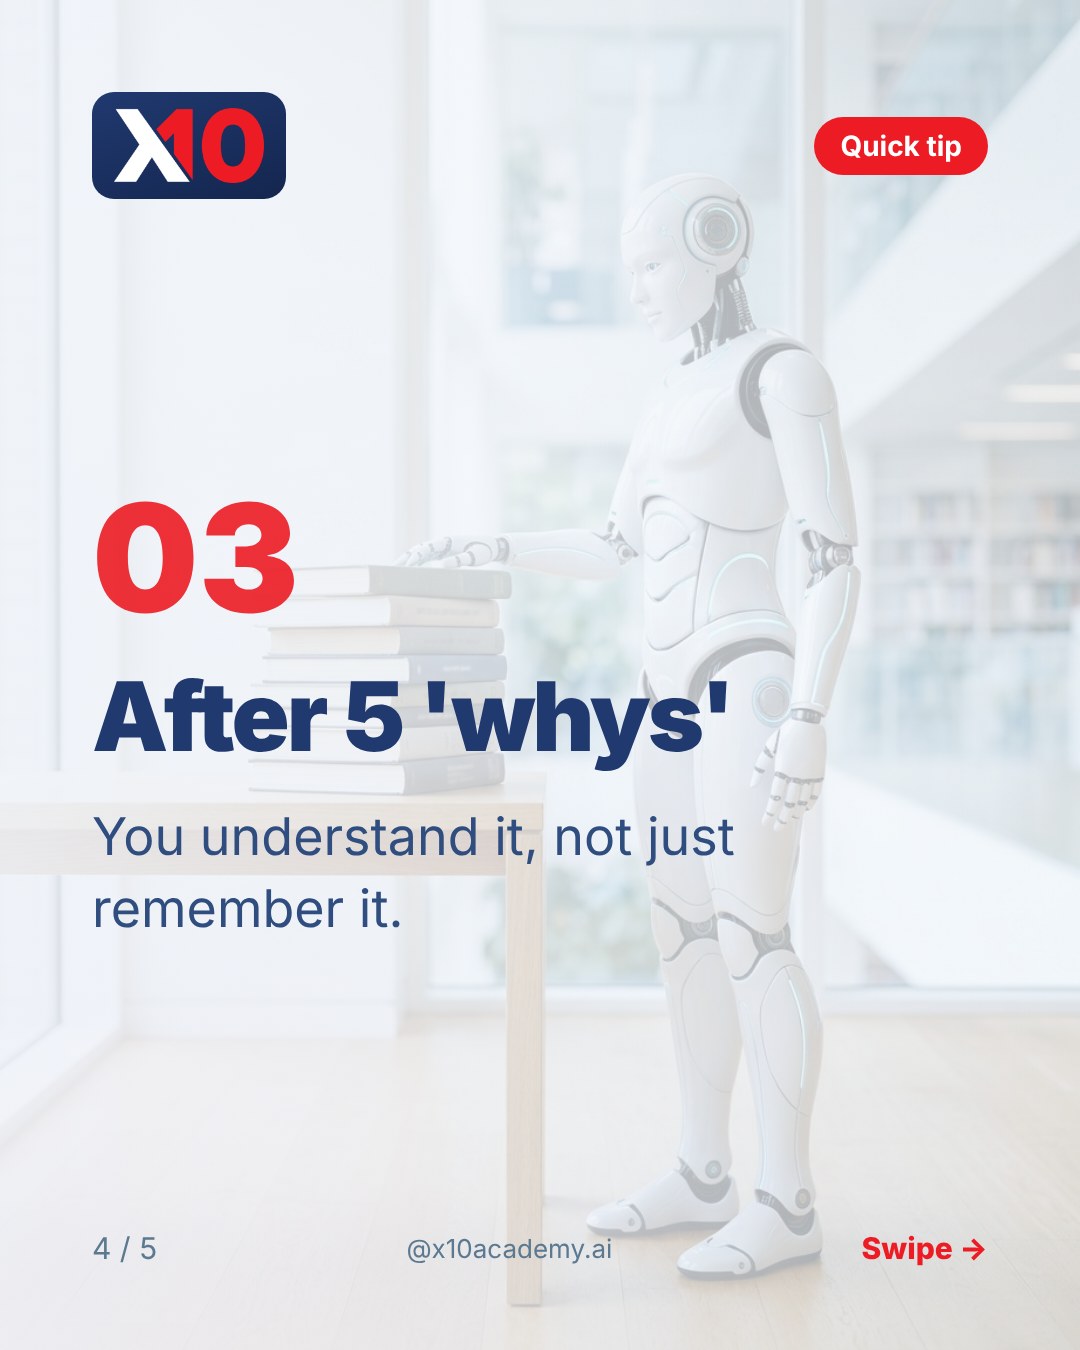 X10
Quick tip
03
After 5 'whys'
You understand it, not just
remember it.
4 / 5
@x10academy.ai
Swipe →